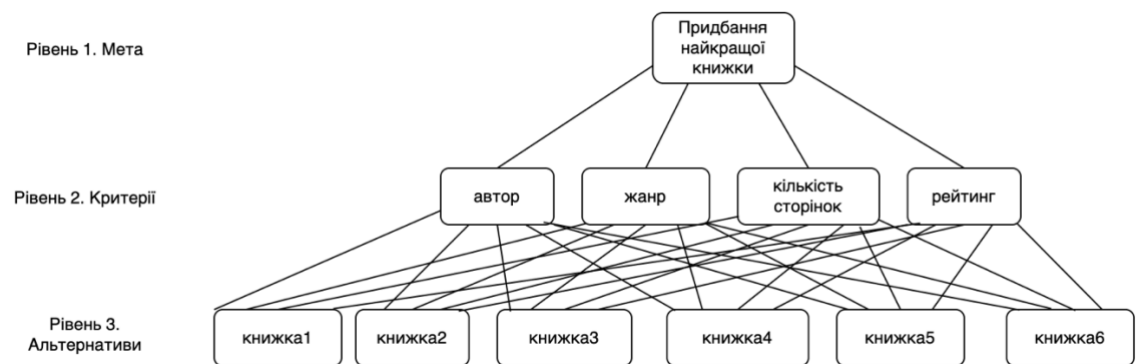 Рівень 1. Мета
Придбання
найкращої
книжки
Рівень 2. Критерії
автор
жанр
кількість
сторінок
рейтинг
Рівень 3.
Альтернативи
книжка1
книжка2
книжка3
книжка4
книжка5
книжка6